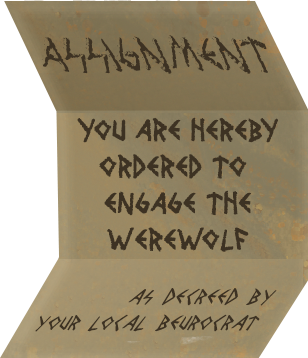 ALLIGNMENT
YOU ARE HEREBY
ORDERED TO
ENGAGE THE
WEREWOLF
AS DECREED BY
YOUR LOCAL BEUROCRAT